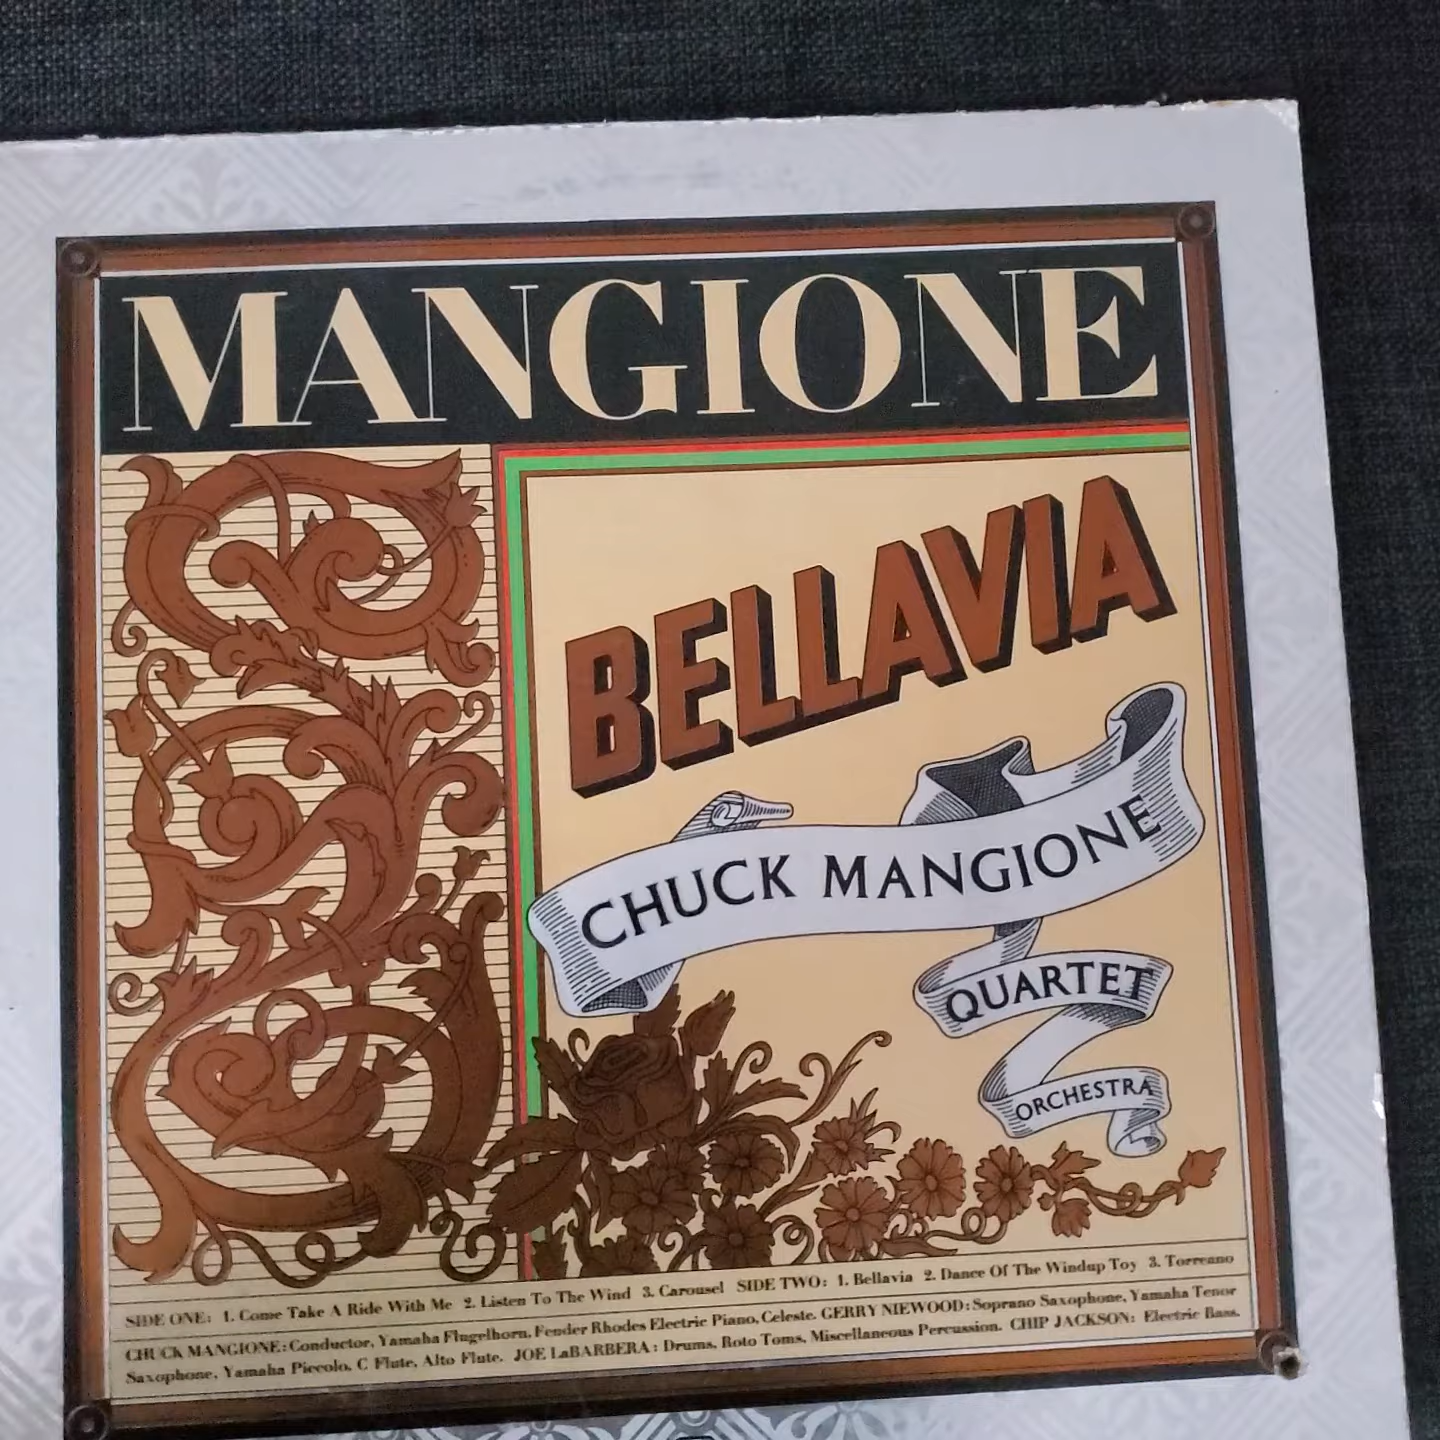 MANGIONE
BELLAVIA
CHUCK MANGIONE
QUARTET
ORCHESTRA
SIDE ONE: 1. Come Take A Ride With Me 2. Listen To The Wind 3. Carousel SIDE TWO: 1. Bellavia 2. Dance Of The Windup Toy 3. Torreano
CHUCK MANGIONE: Conductor, Yamaha Flugelhorn, Fender Rhodes Electric Piano, Celeste. GERRY NIEWOOD: Soprano Saxophone, Yamaha Tenor
Saxophone, Yamaha Piccolo, C Flute, Alto Flute. JOE LaBARBERA: Drums, Roto Toms, Miscellaneous Percussion. CHIP JACKSON: Electric Bass.